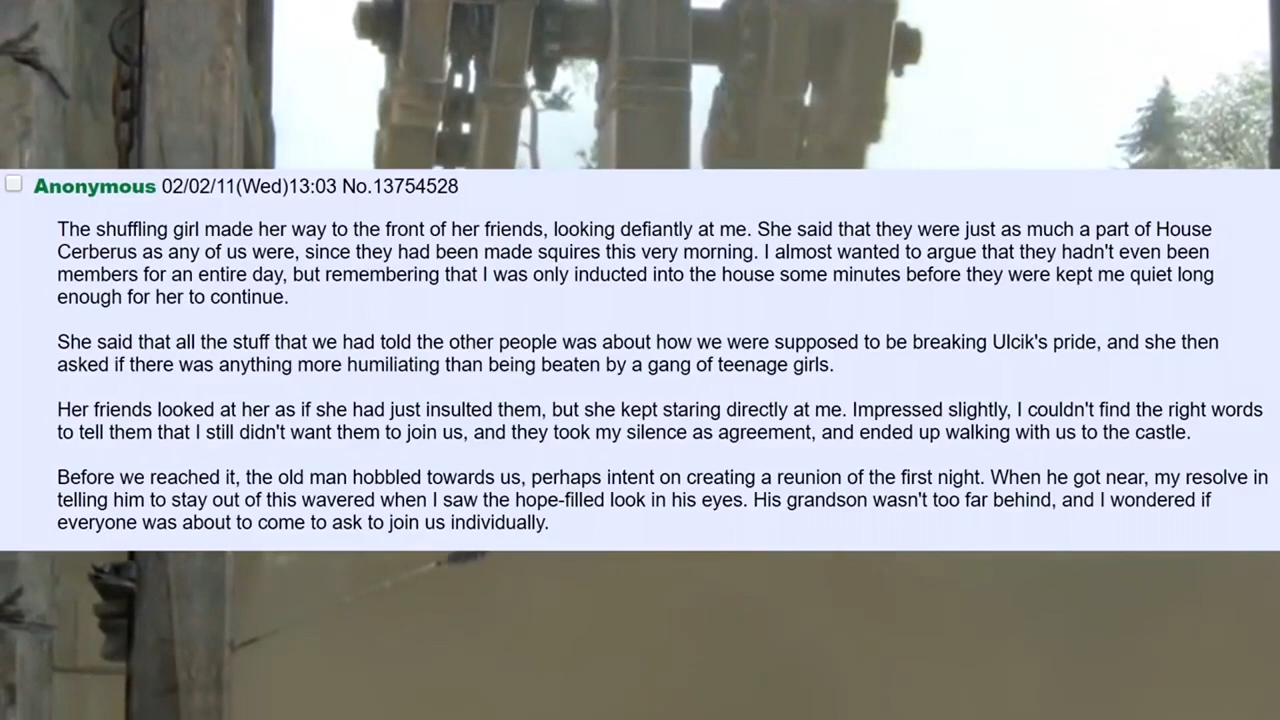 Anonymous 02/02/11(Wed)13:03 No.13754528
The shuffling girl made her way to the front of her friends, looking defiantly at me. She said that they were just as much a part of House
Cerberus as any of us were, since they had been made squires this very morning. I almost wanted to argue that they hadn't even been
members for an entire day, but remembering that I was only inducted into the house some minutes before they were kept me quiet long
enough for her to continue.
She said that all the stuff that we had told the other people was about how we were supposed to be breaking Ulcik's pride, and she then
asked if there was anything more humiliating than being beaten by a gang of teenage girls.
Her friends looked at her as if she had just insulted them, but she kept staring directly at me. Impressed slightly, I couldn't find the right words
to tell them that I still didn't want them to join us, and they took my silence as agreement, and ended up walking with us to the castle.
Before we reached it, the old man hobbled towards us, perhaps intent on creating a reunion of the first night. When he got near, my resolve in
telling him to stay out of this wavered when I saw the hope-filled look in his eyes. His grandson wasn't too far behind, and I wondered if
everyone was about to come to ask to join us individually.